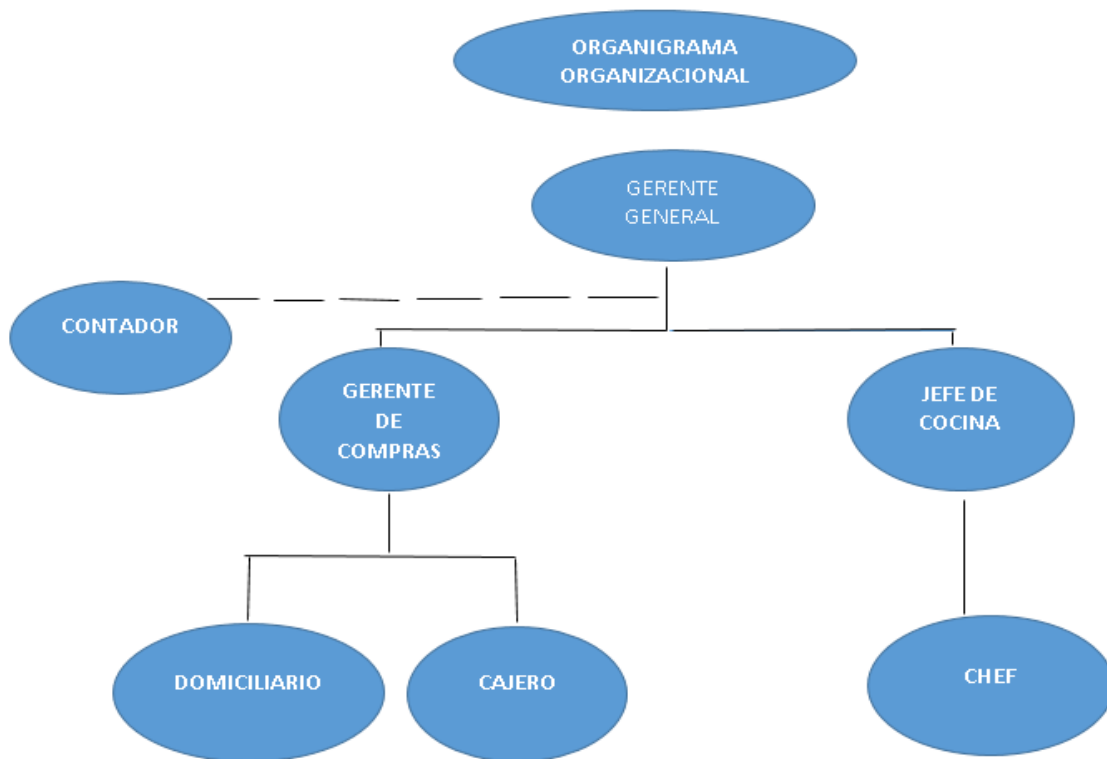 ORGANIGRAMA
ORGANIZACIONAL
GERENTE
GENERAL
CONTADOR
GERENTE
DE
COMPRAS
JEFE DE
COCINA
DOMICILIARIO
CAJERO
CHEF